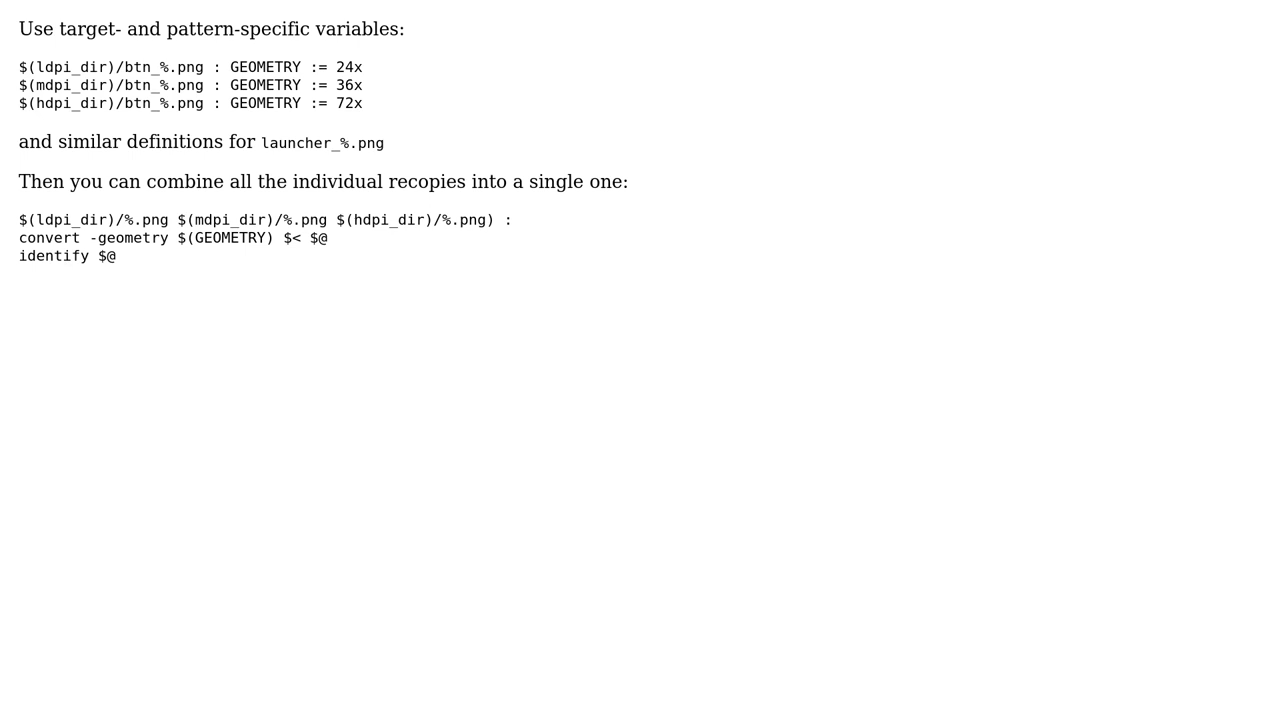 Use target- and pattern-specific variables:
$(ldpi_dir)/btn_%.png : GEOMETRY := 24x
$(mdpi_dir)/btn_%.png : GEOMETRY := 36x
$(hdpi_dir)/btn_%.png : GEOMETRY := 72x
and similar definitions for launcher_%.png
Then you can combine all the individual recopies into a single one:
$(ldpi_dir)/%.png $(mdpi_dir)/%.png $(hdpi_dir)/%.png) :
convert -geometry $(GEOMETRY) $< $@
identify $@